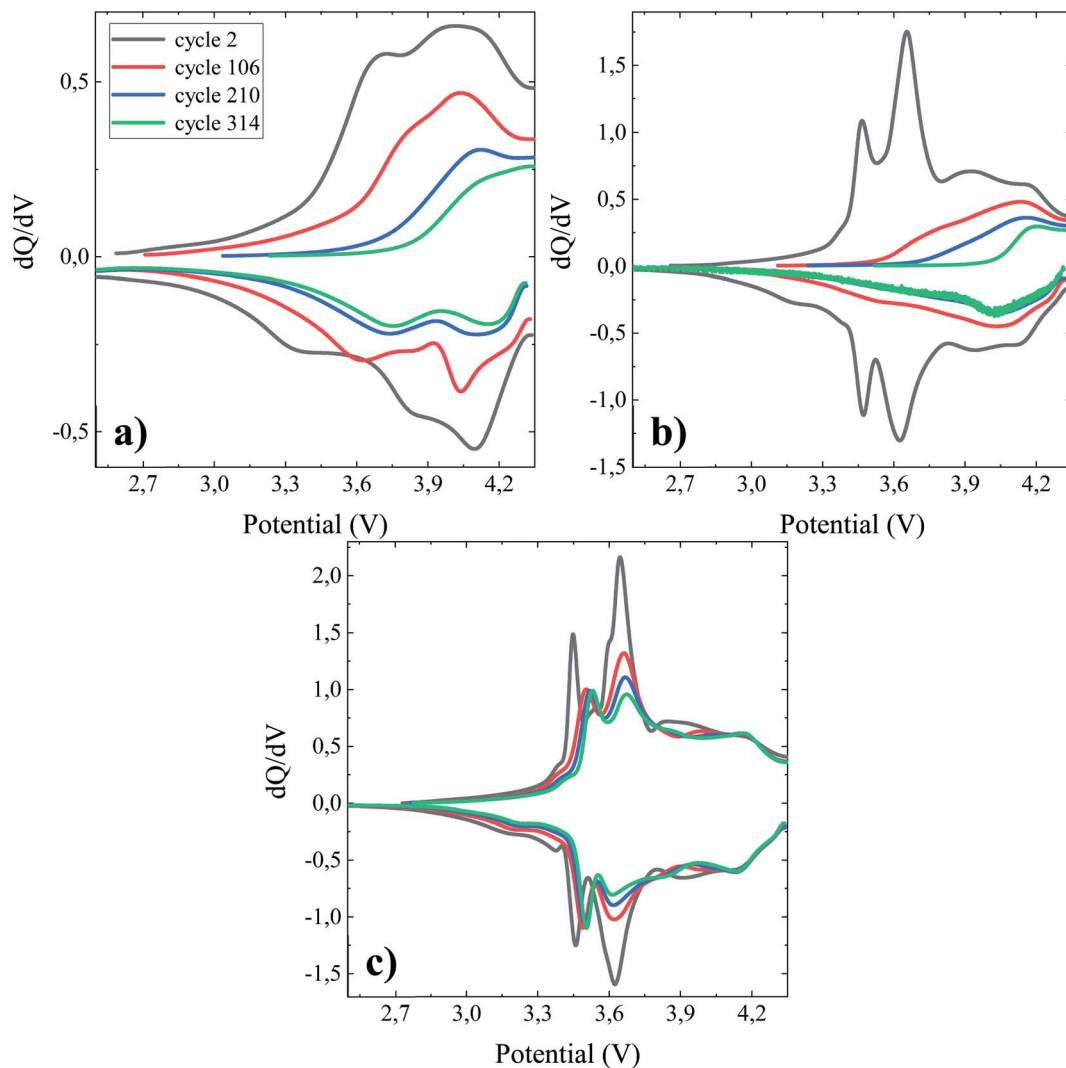 cycle 2
cycle 106
cycle 210
cycle 314
dQ/dV
0,5
0,0
-0,5
a)
2,7 3,0 3,3 3,6 3,9 4,2
Potential (V)
dQ/dV
1,5
1,0
0,5
0,0
-0,5
-1,0
-1,5
b)
2,7 3,0 3,3 3,6 3,9 4,2
Potential (V)
dQ/dV
2,0
1,5
1,0
0,5
0,0
-0,5
-1,0
-1,5
c)
2,7 3,0 3,3 3,6 3,9 4,2
Potential (V)